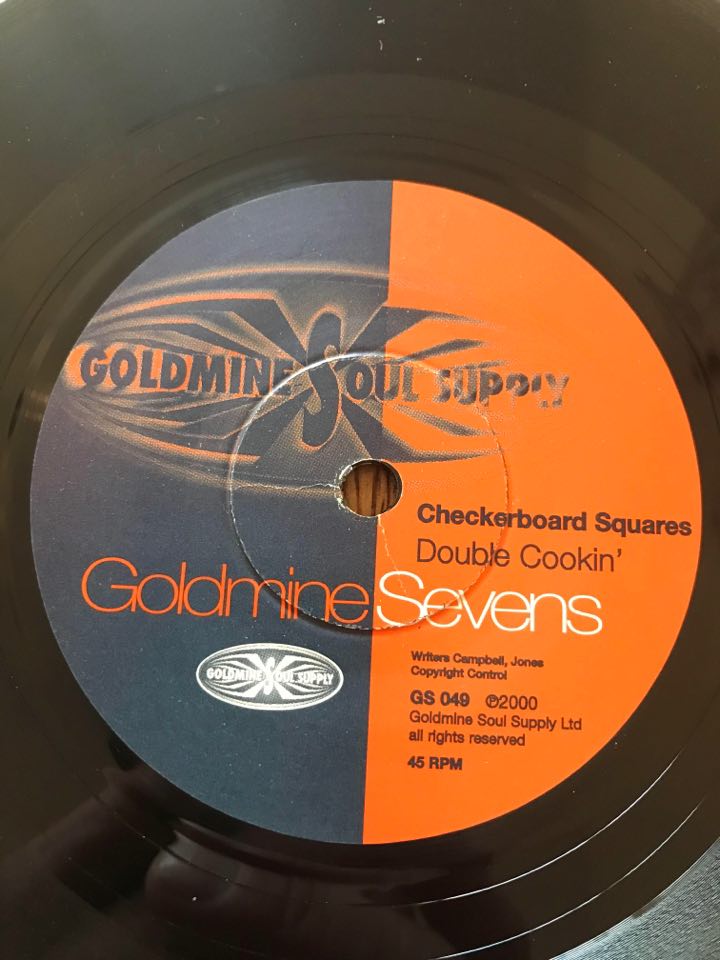 GOLDMINE SOUL SUPPLY
Checkerboard Squares
Double Cookin'
Goldmine Sevens
GOLDMINE SOUL SUPPLY
Writers Campbell, Jones
Copyright Control
GS 049 ℗2000
Goldmine Soul Supply Ltd
all rights reserved
45 RPM